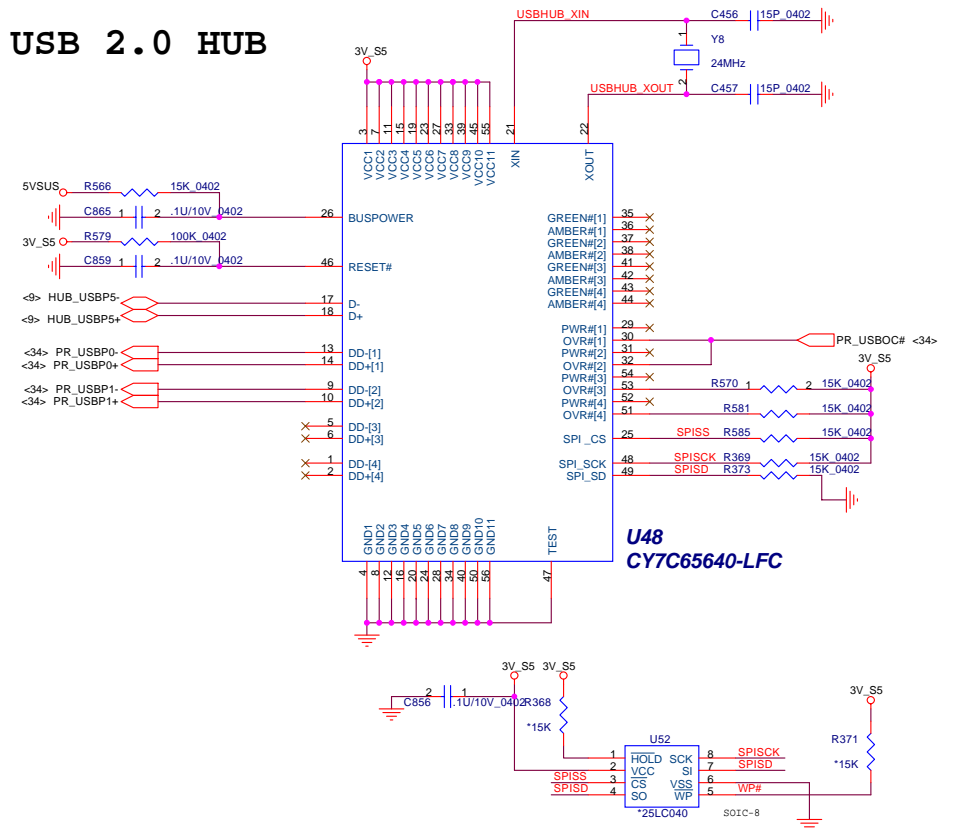 USB 2.0 HUB
USBHUB_XIN
C456 15P_0402
1
Y8
24MHz
2
USBHUB_XOUT
C457 15P_0402
3V_S5
3 7 11 15 19 23 27 33 39 45 55 21 22
VCC1 VCC2 VCC3 VCC4 VCC5 VCC6 VCC7 VCC8 VCC9 VCC10 VCC11 XIN XOUT
5VSUS R566 15K_0402
C865 1 2 .1U/10V_0402 26 BUSPOWER
3V_S5 R579 100K_0402
C859 1 2 .1U/10V_0402 46 RESET#
<9> HUB_USBP5- 17 D-
<9> HUB_USBP5+ 18 D+
<34> PR_USBP0- 13 DD-[1]
<34> PR_USBP0+ 14 DD+[1]
<34> PR_USBP1- 9 DD-[2]
<34> PR_USBP1+ 10 DD+[2]
5 DD-[3]
6 DD+[3]
1 DD-[4]
2 DD+[4]
GREEN#[1] 35
AMBER#[1] 36
GREEN#[2] 37
AMBER#[2] 38
GREEN#[3] 41
AMBER#[3] 42
GREEN#[4] 43
AMBER#[4] 44
PWR#[1] 29
OVR#[1] 30 PR_USBOC# <34>
PWR#[2] 31
OVR#[2] 32
3V_S5
PWR#[3] 54
OVR#[3] 53 R570 1 2 15K_0402
PWR#[4] 52
OVR#[4] 51 R581 15K_0402
SPI_CS 25 SPISS R585 15K_0402
SPI_SCK 48 SPISCK R369 15K_0402
SPI_SD 49 SPISD R373 15K_0402
GND1 GND2 GND3 GND4 GND5 GND6 GND7 GND8 GND9 GND10 GND11 TEST
4 8 12 16 20 24 28 34 40 50 56 47
U48
CY7C65640-LFC
3V_S5 3V_S5
2 1
C856 .1U/10V_0402
R368
*15K
3V_S5
R371
*15K
U52
1 HOLD SCK 8 SPISCK
2 VCC SI 7 SPISD
SPISS 3 CS VSS 6
SPISD 4 SO WP 5 WP#
*25LC040 SOIC-8